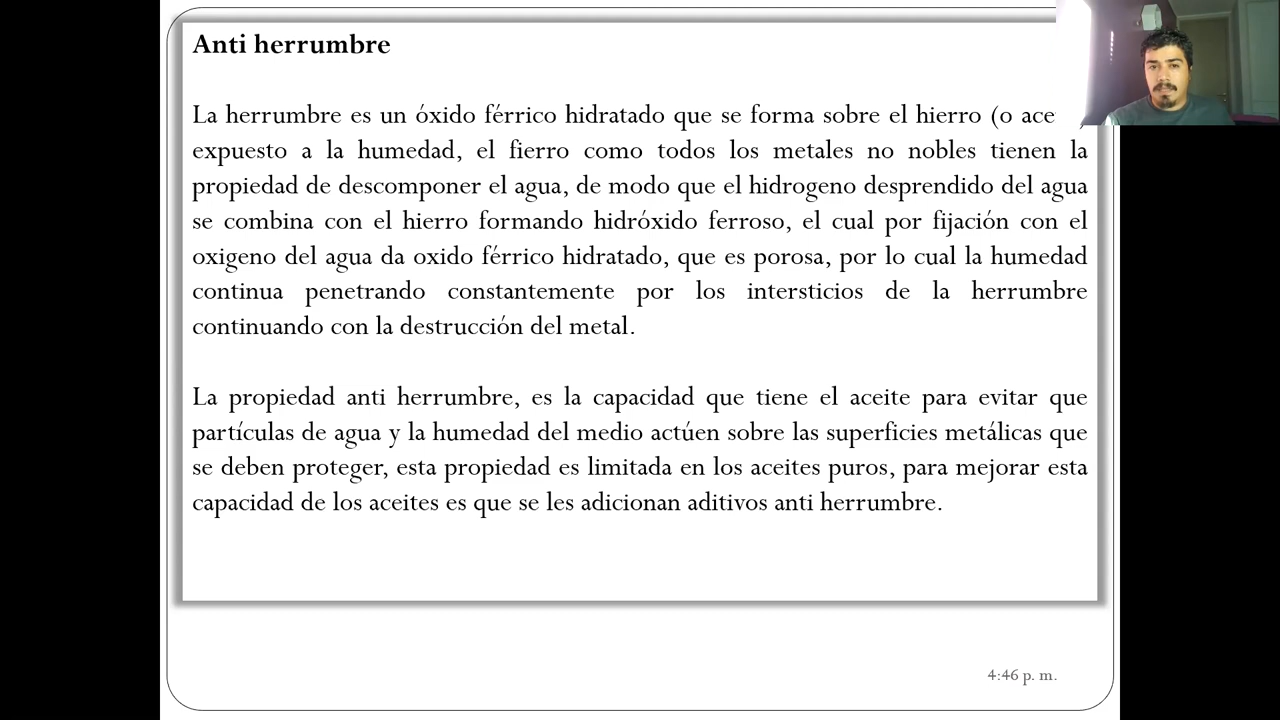 Anti herrumbre
La herrumbre es un óxido férrico hidratado que se forma sobre el hierro (o
expuesto a la humedad, el fierro como todos los metales no nobles tienen la
propiedad de descomponer el agua, de modo que el hidrogeno desprendido del agua
se combina con el hierro formando hidróxido ferroso, el cual por fijación con el
oxigeno del agua da oxido férrico hidratado, que es porosa, por lo cual la humedad
continua penetrando constantemente por los intersticios de la herrumbre
continuando con la destrucción del metal.
La propiedad anti herrumbre, es la capacidad que tiene el aceite para evitar que
partículas de agua y la humedad del medio actúen sobre las superficies metálicas que
se deben proteger, esta propiedad es limitada en los aceites puros, para mejorar esta
capacidad de los aceites es que se les adicionan aditivos anti herrumbre.
4:46 p. m.